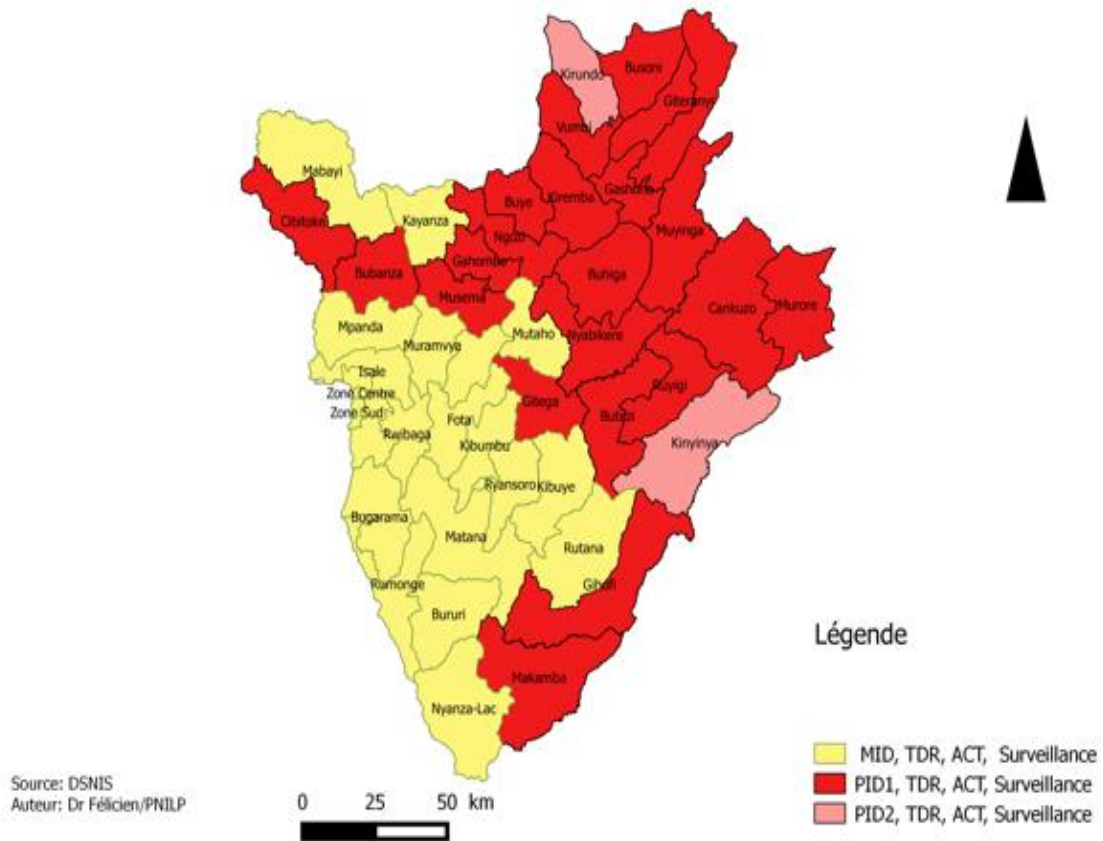 Kirundo
Busoni
Giteranyi
Vumbi
Mabayi
Gashoho
Kiremba
Buye
Kayanza
Cibitoke
Ngozi
Muyinga
Gahombo
Bubanza
Buhiga
Musema
Cankuzo
Murore
Mpanda
Mutaho
Nyabikere
Muramvya
Isale
Ruyigi
Zone Centre
Gitega
Zone Sud
Fota
Butezi
Rwibaga
Kibumbu
Kinyinya
Ryansoro
Kibuye
Bugarama
Matana
Rutana
Rumonge
Gihofi
Bururi
Légende
Makamba
Nyanza-Lac
MID, TDR, ACT, Surveillance
PID1, TDR, ACT, Surveillance
PID2, TDR, ACT, Surveillance
Source: DSNIS
Auteur: Dr Félicien/PNILP
0 25 50 km